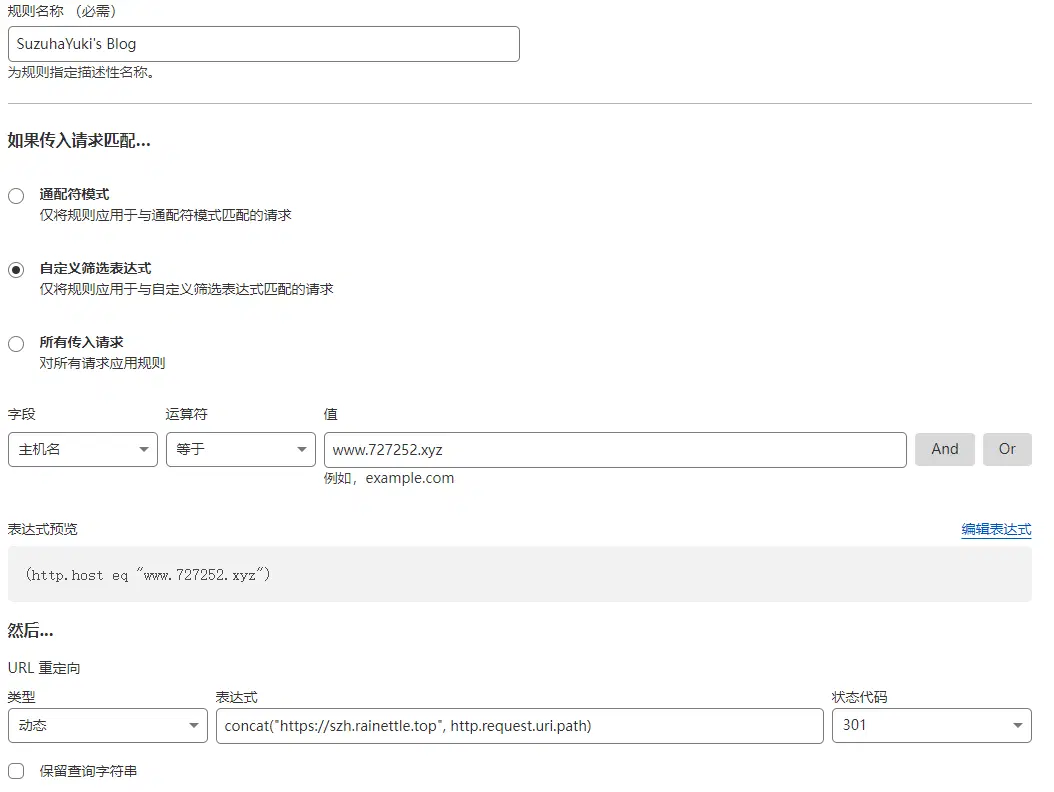 规则名称 （必需）
SuzuhaYuki's Blog
为规则指定描述性名称。
如果传入请求匹配...
通配符模式
仅将规则应用于与通配符模式匹配的请求
自定义筛选表达式
仅将规则应用于与自定义筛选表达式匹配的请求
所有传入请求
对所有请求应用规则
字段 运算符 值
主机名 等于 www.727252.xyz And Or
例如，example.com
表达式预览 编辑表达式
(http.host eq "www.727252.xyz")
然后...
URL 重定向
类型 表达式 状态代码
动态 concat("https://szh.rainettle.top", http.request.uri.path) 301
保留查询字符串